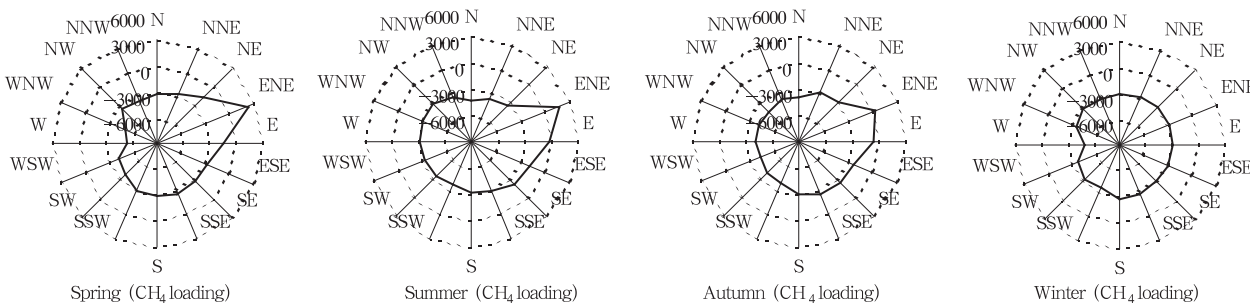 6000 N
NNW NNE
NW 3000 NE
0
WNW ENE
-3000
W -6000 E
WSW ESE
SW SE
SSW SSE
S
Spring (CH4 loading)
6000 N
NNW NNE
NW 3000 NE
0
WNW ENE
-3000
W -6000 E
WSW ESE
SW SE
SSW SSE
S
Summer (CH4 loading)
6000 N
NNW NNE
NW 3000 NE
0
WNW ENE
-3000
W -6000 E
WSW ESE
SW SE
SSW SSE
S
Autumn (CH4 loading)
6000 N
NNW NNE
NW 3000 NE
0
WNW ENE
-3000
W -6000 E
WSW ESE
SW SE
SSW SSE
S
Winter (CH4 loading)